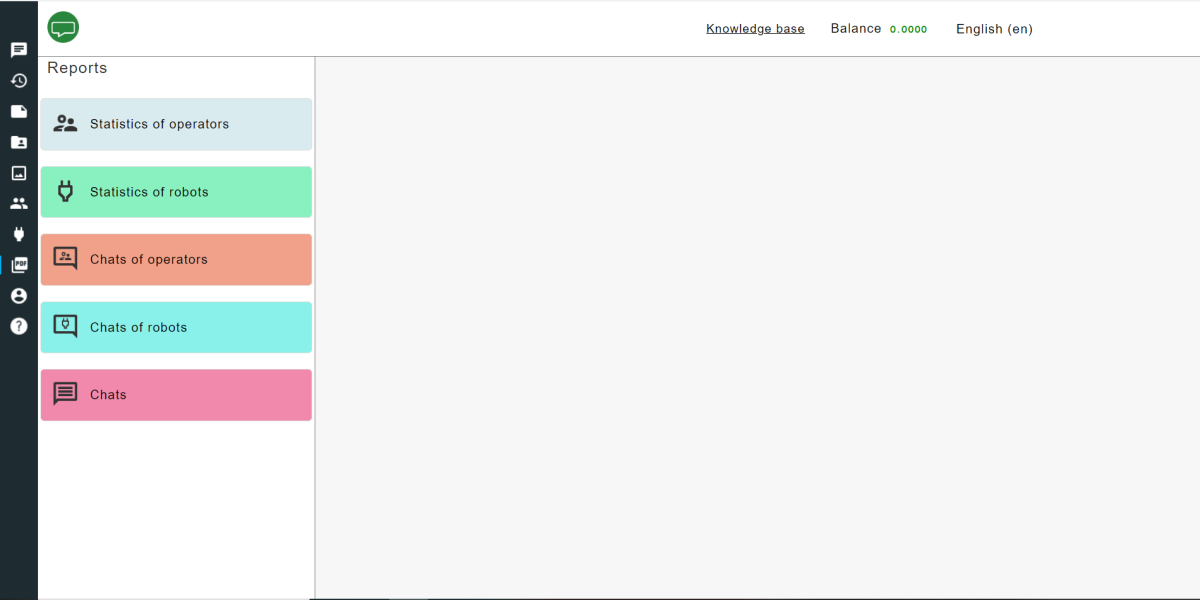 Knowledge base
Balance 0.0000
English (en)
Reports
Statistics of operators
Statistics of robots
Chats of operators
Chats of robots
Chats
PDF
?